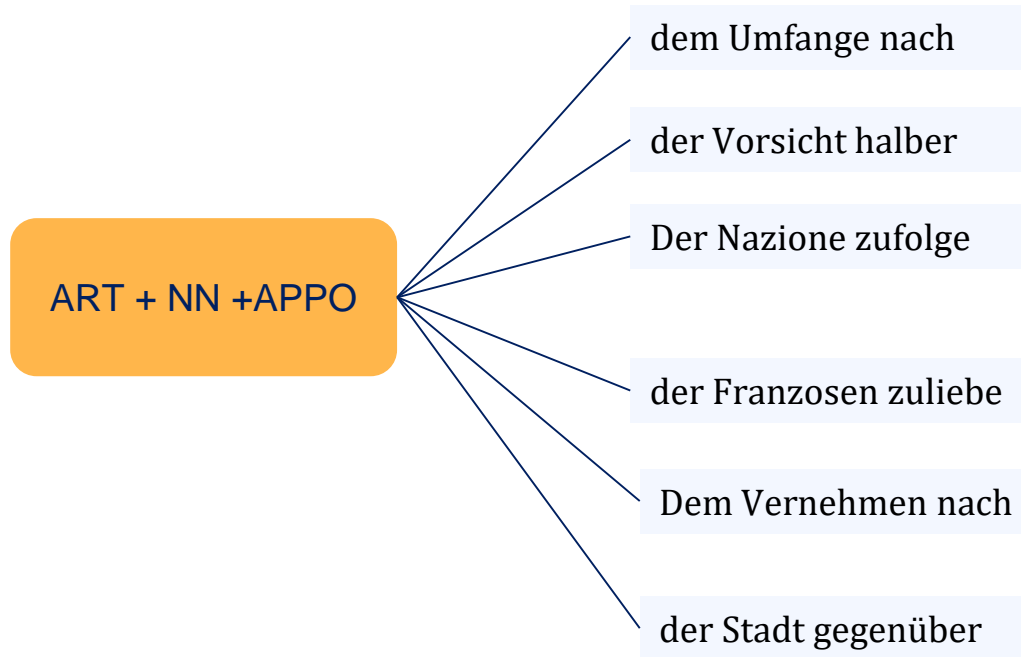 dem Umfange nach
der Vorsicht halber
Der Nazione zufolge
ART + NN +APPO
der Franzosen zuliebe
Dem Vernehmen nach
der Stadt gegenüber